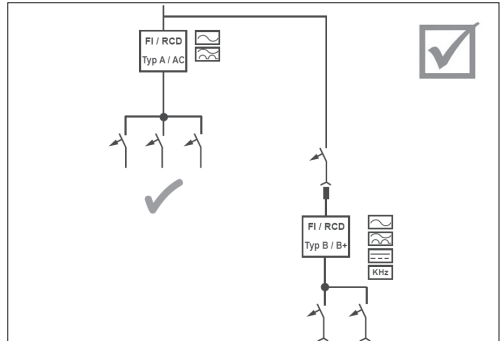 FI / RCD
Typ A / AC
FI / RCD
Typ B / B+
KHz